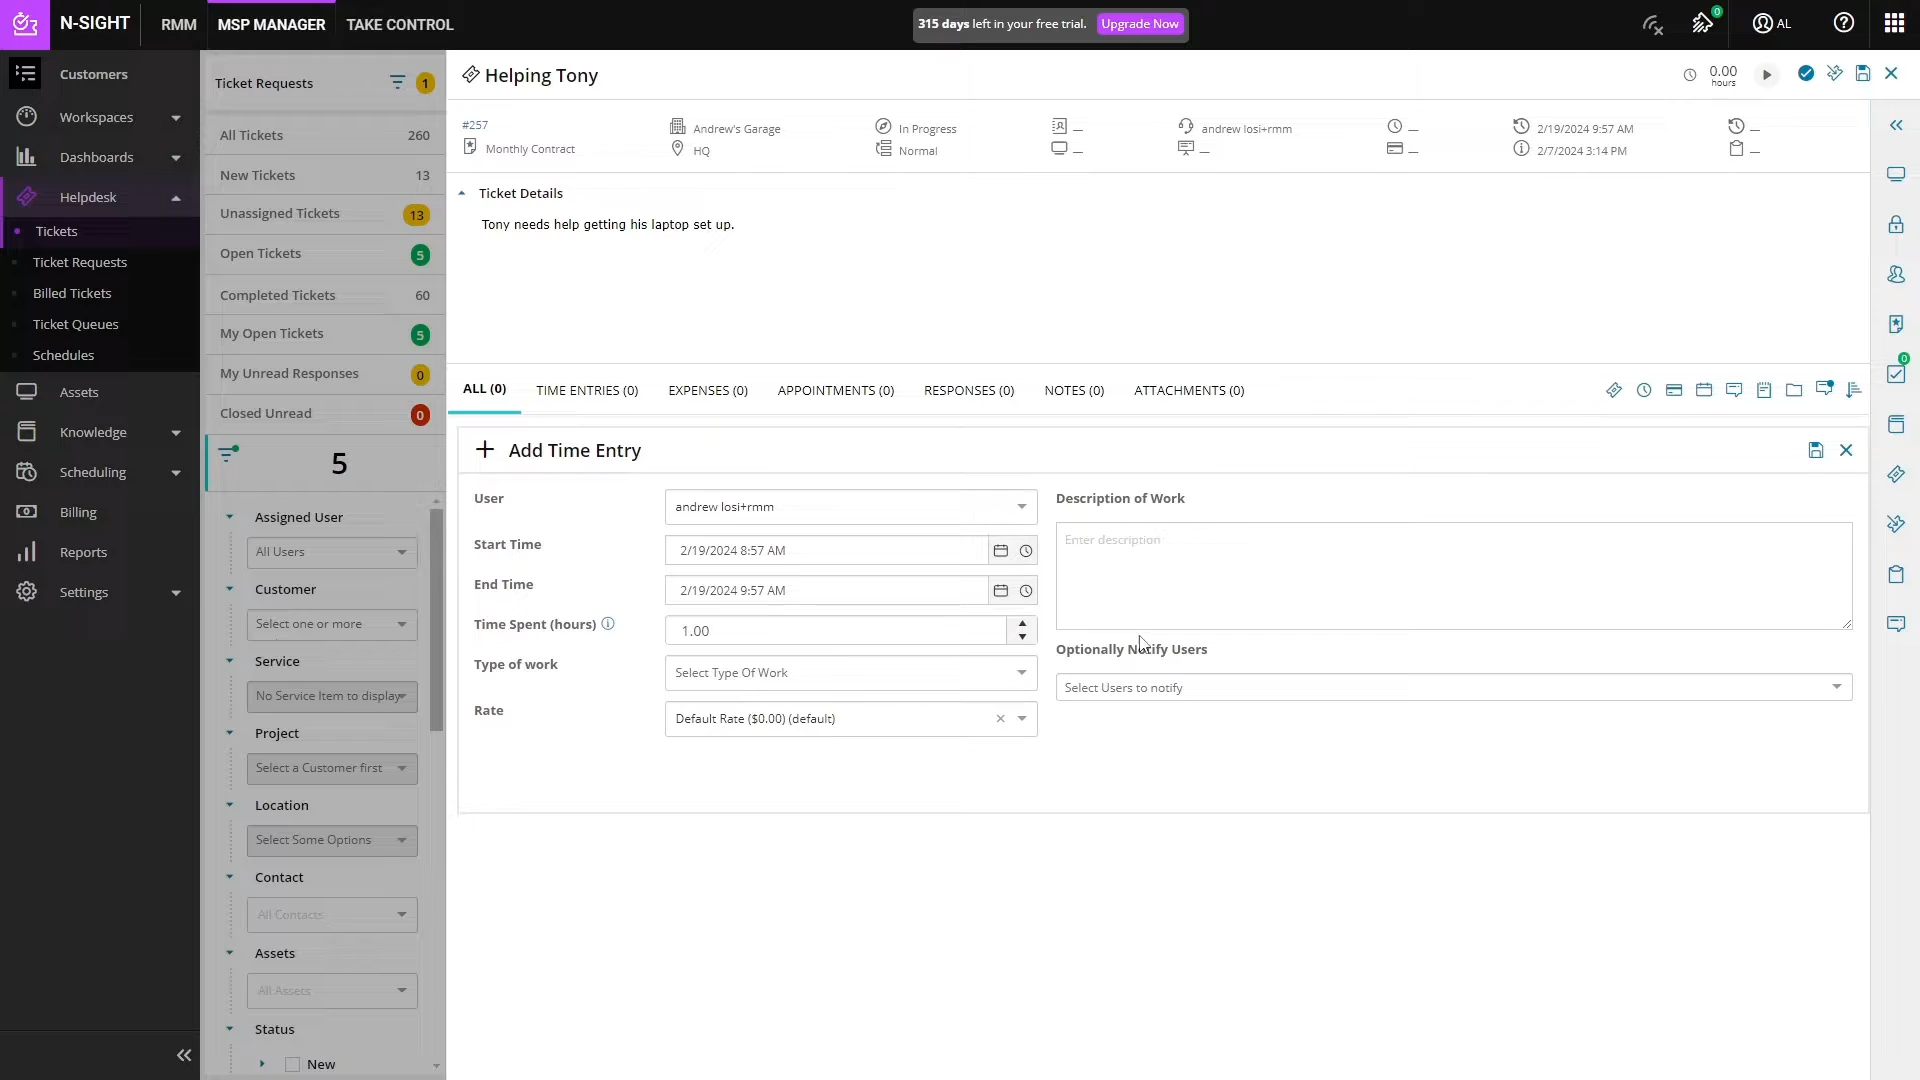 N-SIGHT
RMM
MSP MANAGER
TAKE CONTROL
315 days left in your free trial.
Upgrade Now
0
AL
Customers
Workspaces
Dashboards
Helpdesk
Tickets
Ticket Requests
Billed Tickets
Ticket Queues
Schedules
Assets
Knowledge
Scheduling
Billing
Reports
Settings
Ticket Requests
1
All Tickets 260
New Tickets 13
Unassigned Tickets 13
Open Tickets 5
Completed Tickets 60
My Open Tickets 5
My Unread Responses 0
Closed Unread 0
5
Assigned User
All Users
Customer
Select one or more
Service
No Service Item to display
Project
Select a Customer first
Location
Select Some Options
Contact
All Contacts
Assets
All Assets
Status
New
Helping Tony
0.00
hours
#257
Monthly Contract
Andrew's Garage
HQ
In Progress
Normal
—
—
andrew losi+rmm
—
—
—
2/19/2024 9:57 AM
2/7/2024 3:14 PM
—
—
Ticket Details
Tony needs help getting his laptop set up.
ALL (0)
TIME ENTRIES (0)
EXPENSES (0)
APPOINTMENTS (0)
RESPONSES (0)
NOTES (0)
ATTACHMENTS (0)
0
Add Time Entry
User
andrew losi+rmm
Start Time
2/19/2024 8:57 AM
End Time
2/19/2024 9:57 AM
Time Spent (hours)
1.00
Type of work
Select Type Of Work
Rate
Default Rate ($0.00) (default)
Description of Work
Enter description
Optionally Notify Users
Select Users to notify